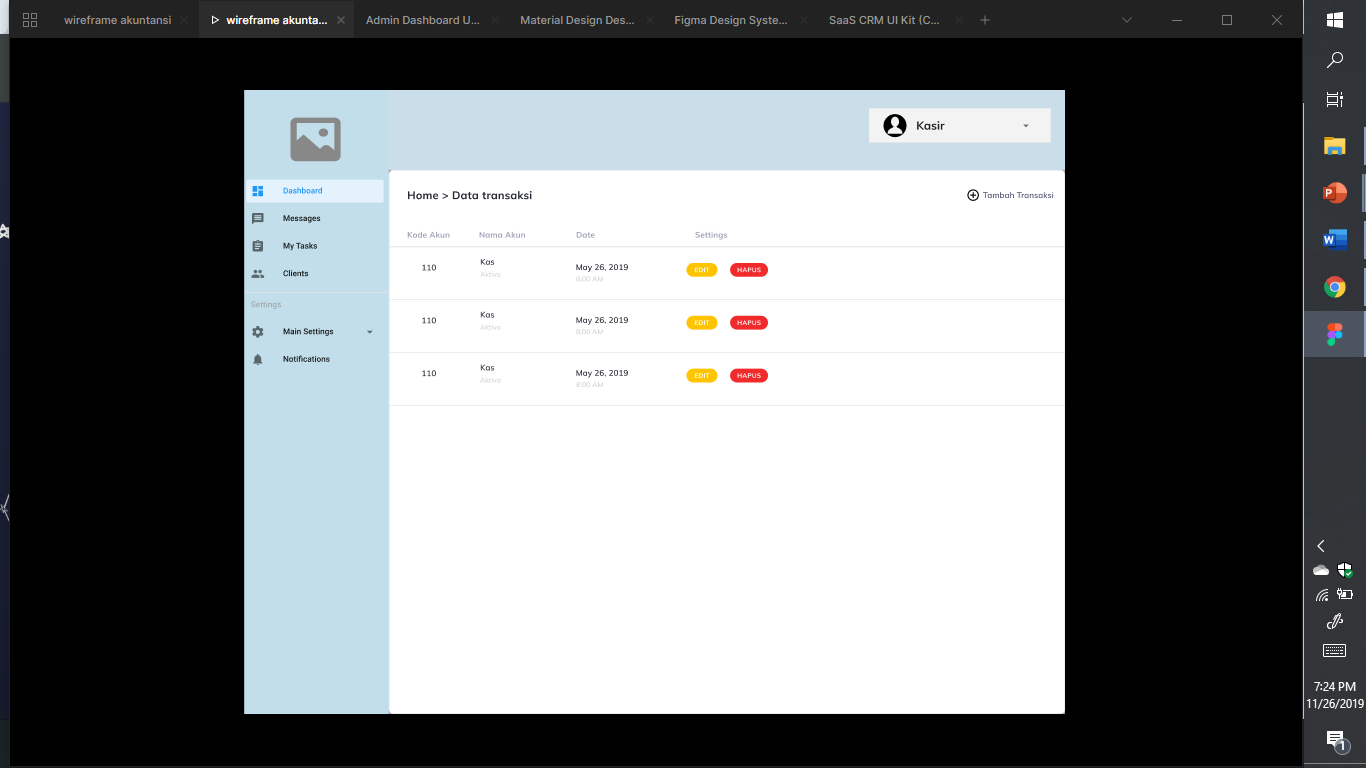 wireframe akuntansi
wireframe akunta...
Admin Dashboard U...
Material Design Des...
Figma Design Syste...
SaaS CRM UI Kit (C...
Kasir
Dashboard
Messages
My Tasks
Clients
Settings
Main Settings
Notifications
Home > Data transaksi
Tambah Transaksi
Kode Akun Nama Akun Date Settings
110 Kas May 26, 2019 EDIT HAPUS
Aktiva 8:00 AM
110 Kas May 26, 2019 EDIT HAPUS
Aktiva 8:00 AM
110 Kas May 26, 2019 EDIT HAPUS
Aktiva 8:00 AM
7:24 PM
11/26/2019
1